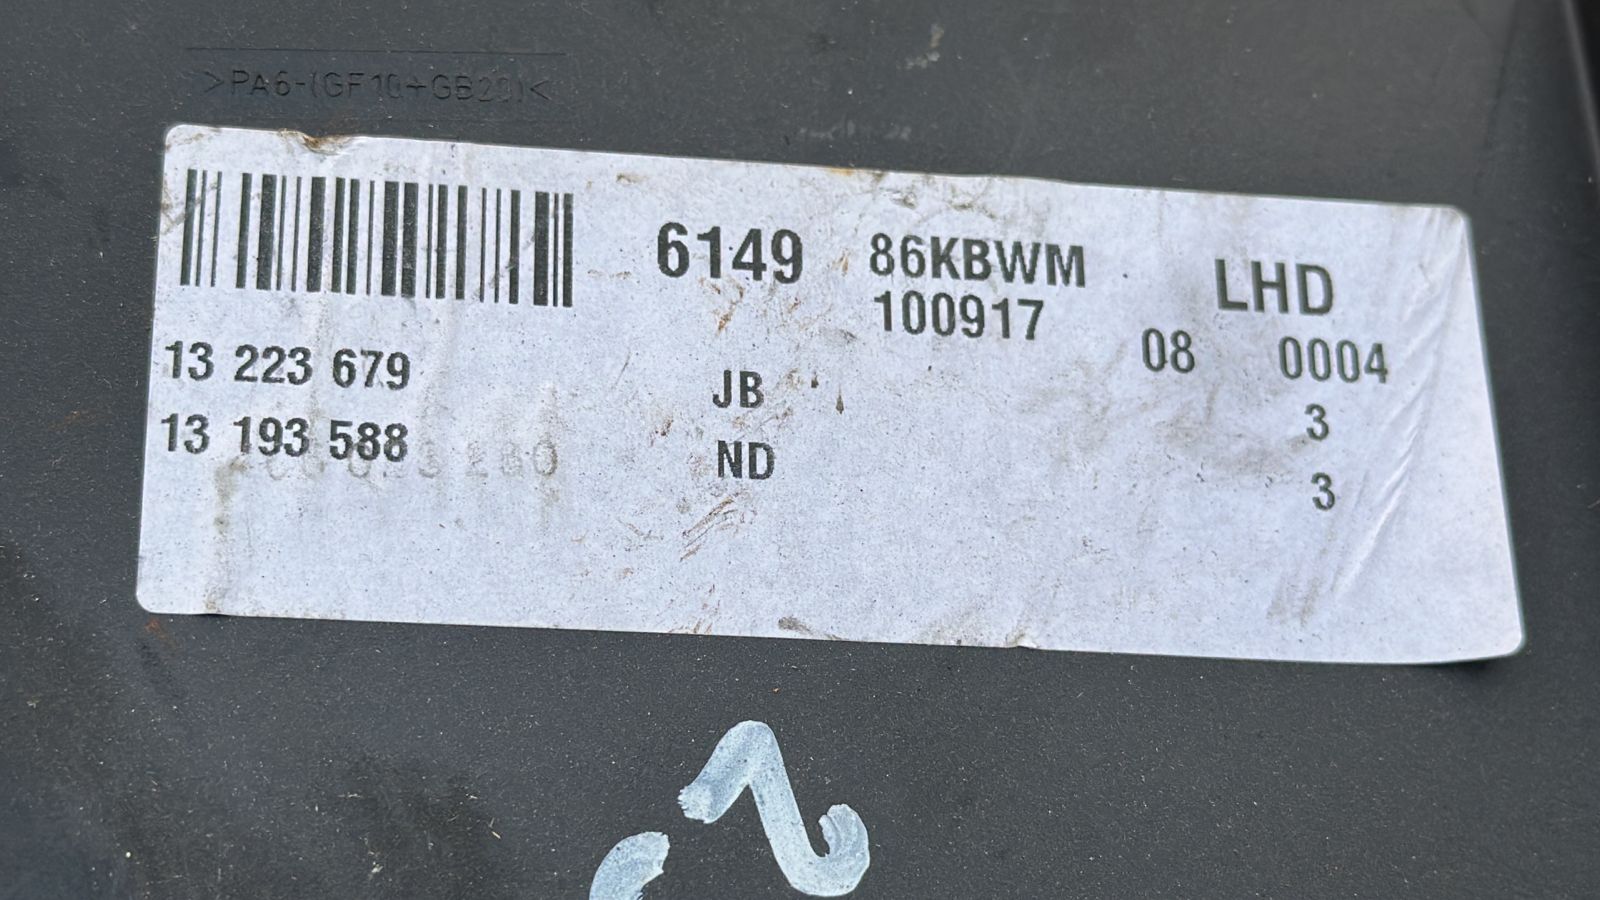 >PA6-(GF10+GB20)<
6149 86KBWM LHD
100917
08 0004
13 223 679 JB 3
13 193 588 ND 3